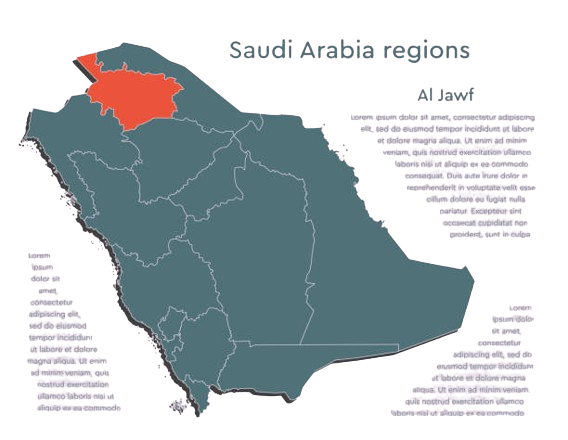 Saudi Arabia regions
Al Jawf
Lorem ipsum dolor sit amet, consectetur adipiscing
elit, sed do eiusmod tempor incididunt ut labore
et dolore magna aliqua. Ut enim ad minim
veniam, quis nostrud exercitation ullamco
laboris nisi ut aliquip ex ea commodo
consequat. Duis aute irure dolor in
reprehenderit in voluptate velit esse
cillum dolore eu fugiat nulla
pariatur. Excepteur sint
occaecat cupidatat non
proident, sunt in culpa
Lorem
ipsum
dolor sit
amet,
consectetur
adipiscing elit,
sed do eiusmod
tempor incididunt
ut labore et dolore
magna aliqua. Ut enim
ad minim veniam, quis
nostrud exercitation
ullamco laboris nisi ut
aliquip ex ea commodo
Lorem
ipsum dolor
sit amet,
consectetur
adipiscing elit, sed do
eiusmod tempor incididunt
ut labore et dolore magna
aliqua. Ut enim ad minim veniam,
quis nostrud exercitation ullamco
laboris nisi ut aliquip ex ea commodo